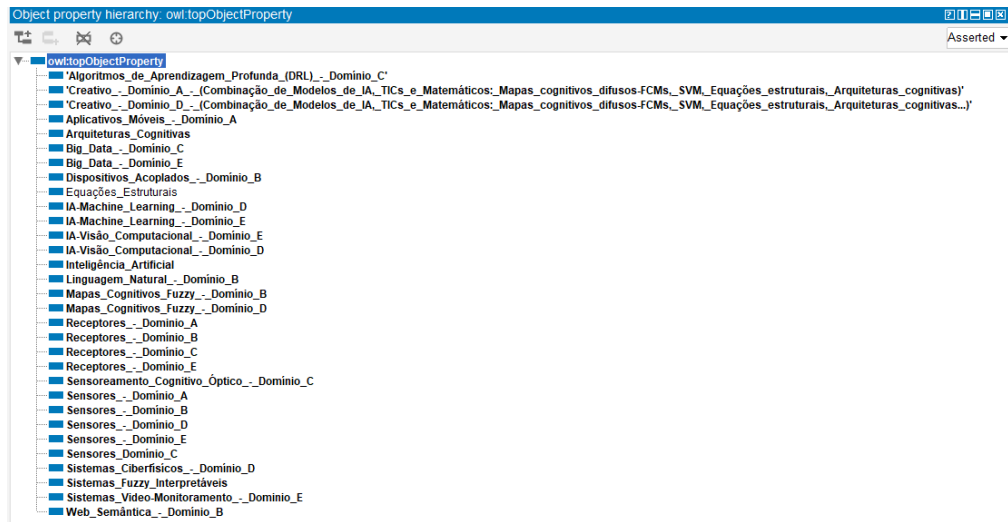 Object property hierarchy: owl:topObjectProperty
Asserted
owl:topObjectProperty
'Algoritmos_de_Aprendizagem_Profunda_(DRL)_-_Domínio_C'
'Creativo_-_Domínio_A_-_(Combinação_de_Modelos_de_IA,_TICs_e_Matemáticos:_Mapas_cognitivos_difusos-FCMs,_SVM,_Equações_estruturais,_Arquiteturas_cognitivas)'
'Creativo_-_Domínio_D_-_(Combinação_de_Modelos_de_IA,_TICs_e_Matemáticos:_Mapas_cognitivos_difusos-FCMs,_SVM,_Equações_estruturais,_Arquiteturas_cognitivas...)'
Aplicativos_Móveis_-_Domínio_A
Arquiteturas_Cognitivas
Big_Data_-_Domínio_C
Big_Data_-_Domínio_E
Dispositivos_Acoplados_-_Domínio_B
Equações_Estruturais
IA-Machine_Learning_-_Domínio_D
IA-Machine_Learning_-_Domínio_E
IA-Visâo_Computacional_-_Domínio_E
IA-Visão_Computacional_-_Domínio_D
Inteligência_Artificial
Linguagem_Natural_-_Domínio_B
Mapas_Cognitivos_Fuzzy_-_Domínio_B
Mapas_Cognitivos_Fuzzy_-_Domínio_D
Receptores_-_Domínio_A
Receptores_-_Domínio_B
Receptores_-_Domínio_C
Receptores_-_Domínio_E
Sensoreamento_Cognitivo_Óptico_-_Domínio_C
Sensores_-_Domínio_A
Sensores_-_Domínio_B
Sensores_-_Domínio_D
Sensores_-_Domínio_E
Sensores_Domínio_C
Sistemas_Ciberfisícos_-_Domínio_D
Sistemas_Fuzzy_Interpretáveis
Sistemas_Video-Monitoramento_-_Domínio_E
Web_Semântica_-_Domínio_B